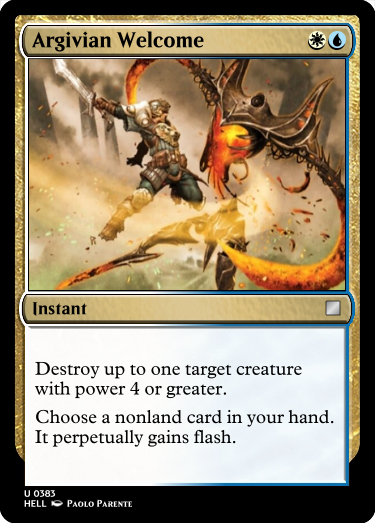 Argivian Welcome
Instant
Destroy up to one target creature
with power 4 or greater.
Choose a nonland card in your hand.
It perpetually gains flash.
U 0383
HELL Paolo Parente